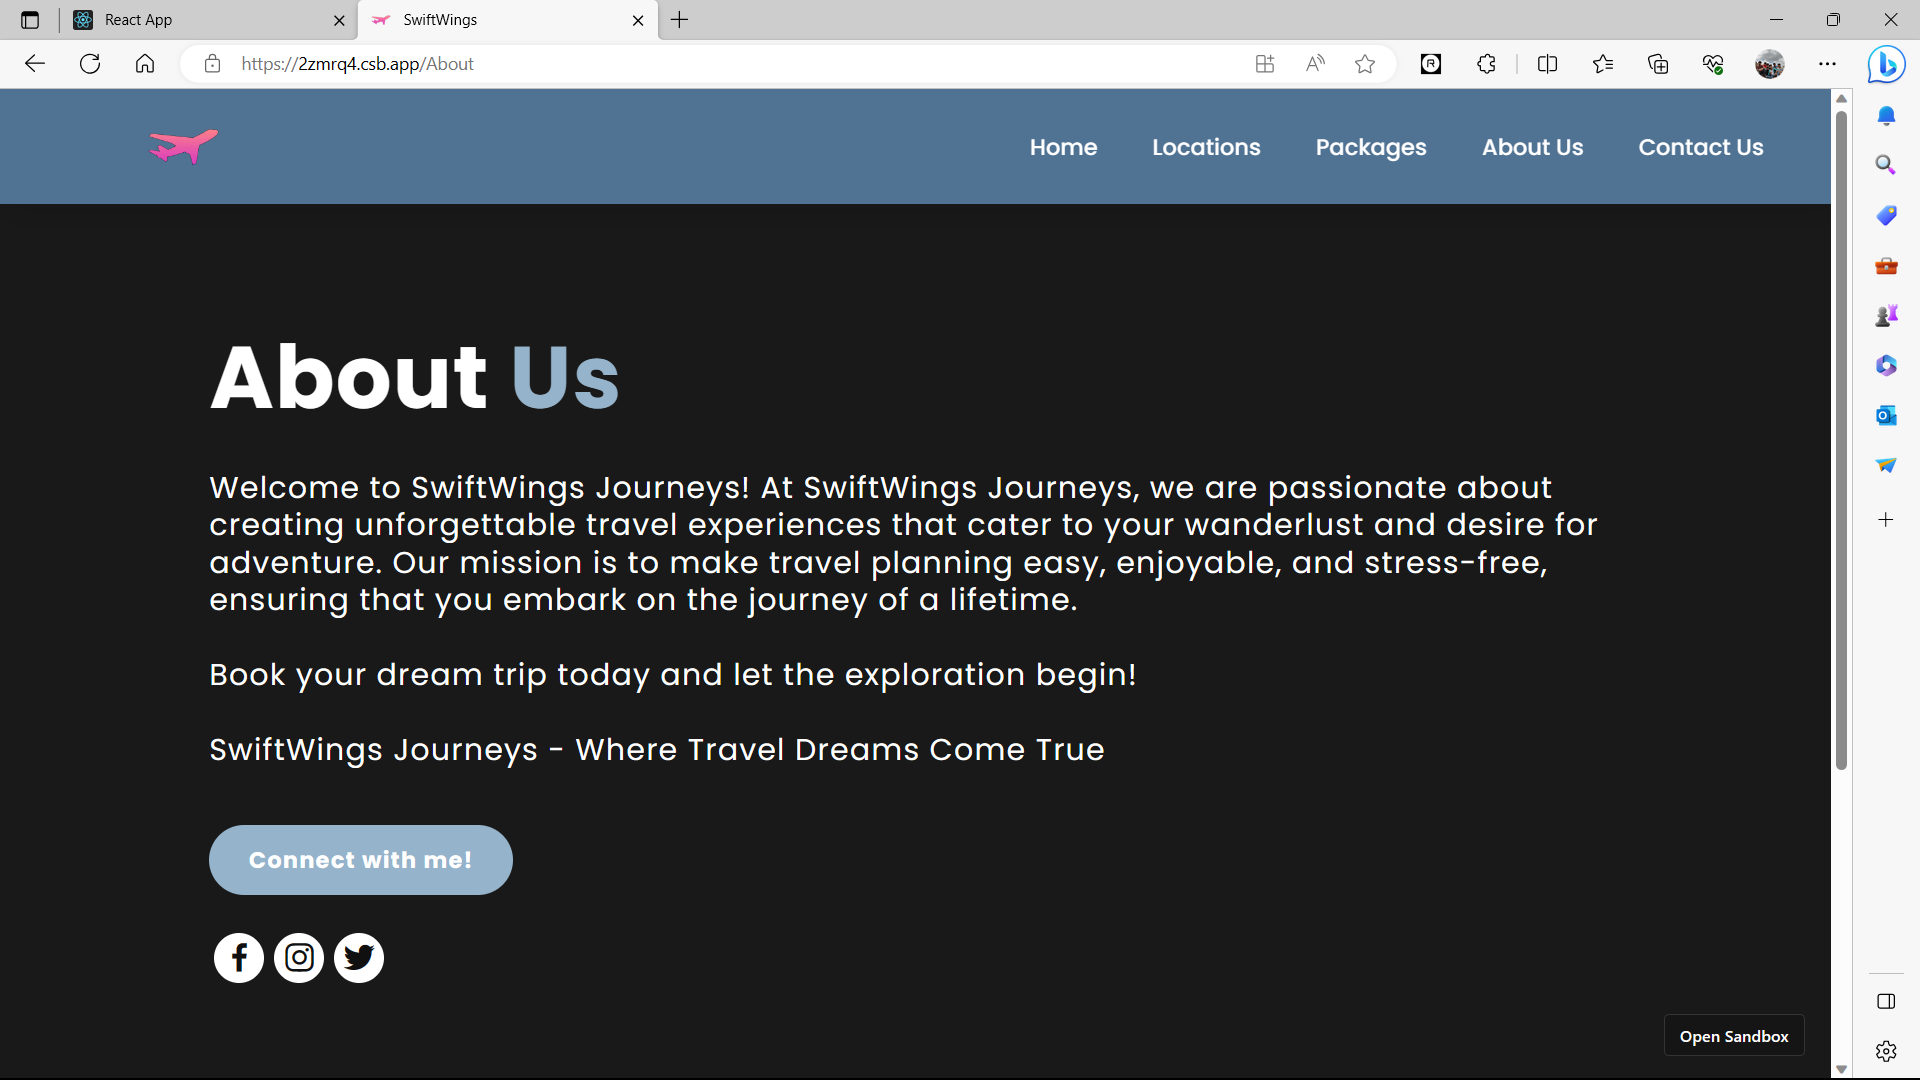 React App
SwiftWings
https://2zmrq4.csb.app/About
Home
Locations
Packages
About Us
Contact Us
About Us
Welcome to SwiftWings Journeys! At SwiftWings Journeys, we are passionate about
creating unforgettable travel experiences that cater to your wanderlust and desire for
adventure. Our mission is to make travel planning easy, enjoyable, and stress-free,
ensuring that you embark on the journey of a lifetime.
Book your dream trip today and let the exploration begin!
SwiftWings Journeys - Where Travel Dreams Come True
Connect with me!
Open Sandbox